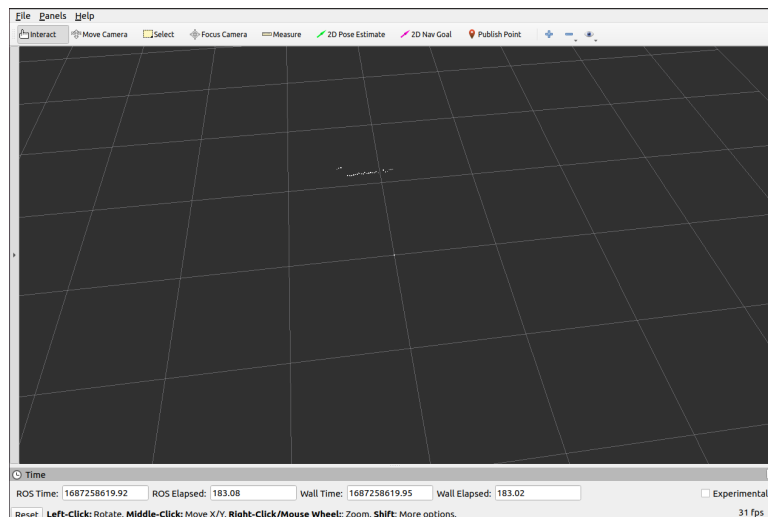 File Panels Help
Interact Move Camera Select Focus Camera Measure 2D Pose Estimate 2D Nav Goal Publish Point
Time
ROS Time: 1687258619.92 ROS Elapsed: 183.08 Wall Time: 1687258619.95 Wall Elapsed: 183.02 Experimental
Reset Left-Click: Rotate. Middle-Click: Move X/Y. Right-Click/Mouse Wheel:: Zoom. Shift: More options. 31 fps